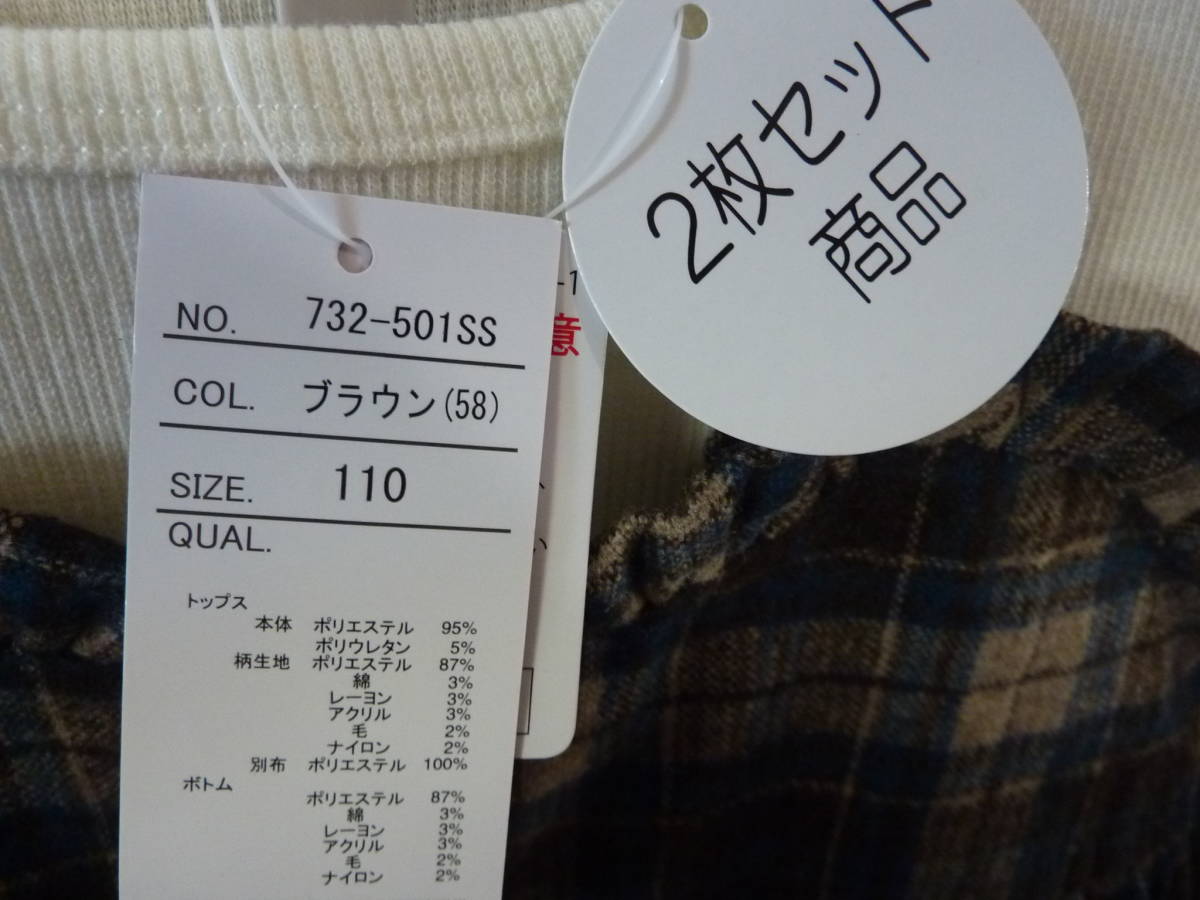 2枚セット
商品
-1
意
NO. 732-501SS
COL. ブラウン(58)
SIZE. 110
QUAL.
トップス
本体 ポリエステル 95%
ポリウレタン 5%
柄生地 ポリエステル 87%
綿 3%
レーヨン 3%
アクリル 3%
毛 2%
ナイロン 2%
別布 ポリエステル 100%
ボトム
ポリエステル 87%
綿 3%
レーヨン 3%
アクリル 3%
毛 2%
ナイロン 2%